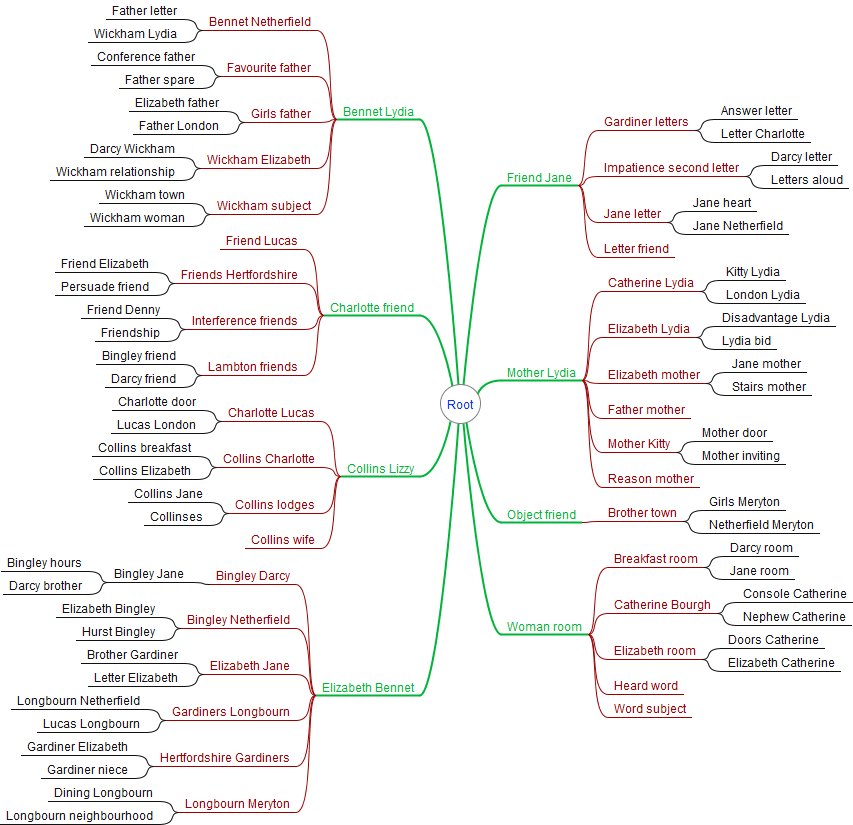 Root
Bennet Lydia
Bennet Netherfield
Father letter
Wickham Lydia
Favourite father
Conference father
Father spare
Girls father
Elizabeth father
Father London
Wickham Elizabeth
Darcy Wickham
Wickham relationship
Wickham subject
Wickham town
Wickham woman
Charlotte friend
Friend Lucas
Friends Hertfordshire
Friend Elizabeth
Persuade friend
Interference friends
Friend Denny
Friendship
Lambton friends
Bingley friend
Darcy friend
Collins Lizzy
Charlotte Lucas
Charlotte door
Lucas London
Collins Charlotte
Collins breakfast
Collins Elizabeth
Collins lodges
Collins Jane
Collinses
Collins wife
Elizabeth Bennet
Bingley Darcy
Bingley Jane
Bingley hours
Darcy brother
Bingley Netherfield
Elizabeth Bingley
Hurst Bingley
Elizabeth Jane
Brother Gardiner
Letter Elizabeth
Gardiners Longbourn
Longbourn Netherfield
Lucas Longbourn
Hertfordshire Gardiners
Gardiner Elizabeth
Gardiner niece
Longbourn Meryton
Dining Longbourn
Longbourn neighbourhood
Friend Jane
Gardiner letters
Answer letter
Letter Charlotte
Impatience second letter
Darcy letter
Letters aloud
Jane letter
Jane heart
Jane Netherfield
Letter friend
Mother Lydia
Catherine Lydia
Kitty Lydia
London Lydia
Elizabeth Lydia
Disadvantage Lydia
Lydia bid
Elizabeth mother
Jane mother
Stairs mother
Father mother
Mother Kitty
Mother door
Mother inviting
Reason mother
Object friend
Brother town
Girls Meryton
Netherfield Meryton
Woman room
Breakfast room
Darcy room
Jane room
Catherine Bourgh
Console Catherine
Nephew Catherine
Elizabeth room
Doors Catherine
Elizabeth Catherine
Heard word
Word subject